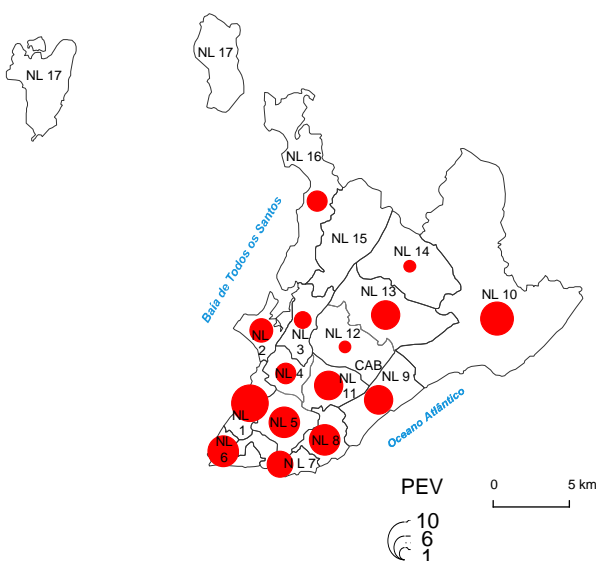 NL 17
NL 17
NL 16
Baía de Todos os Santos
NL 15
NL 14
NL 13
NL 10
NL
2
NL
3
NL 12
CAB
NL 4
NL
11
NL 9
Oceano Atlântico
NL
1
NL 5
NL
6
NL 8
N L 7
PEV
10
6
1
0
5 km